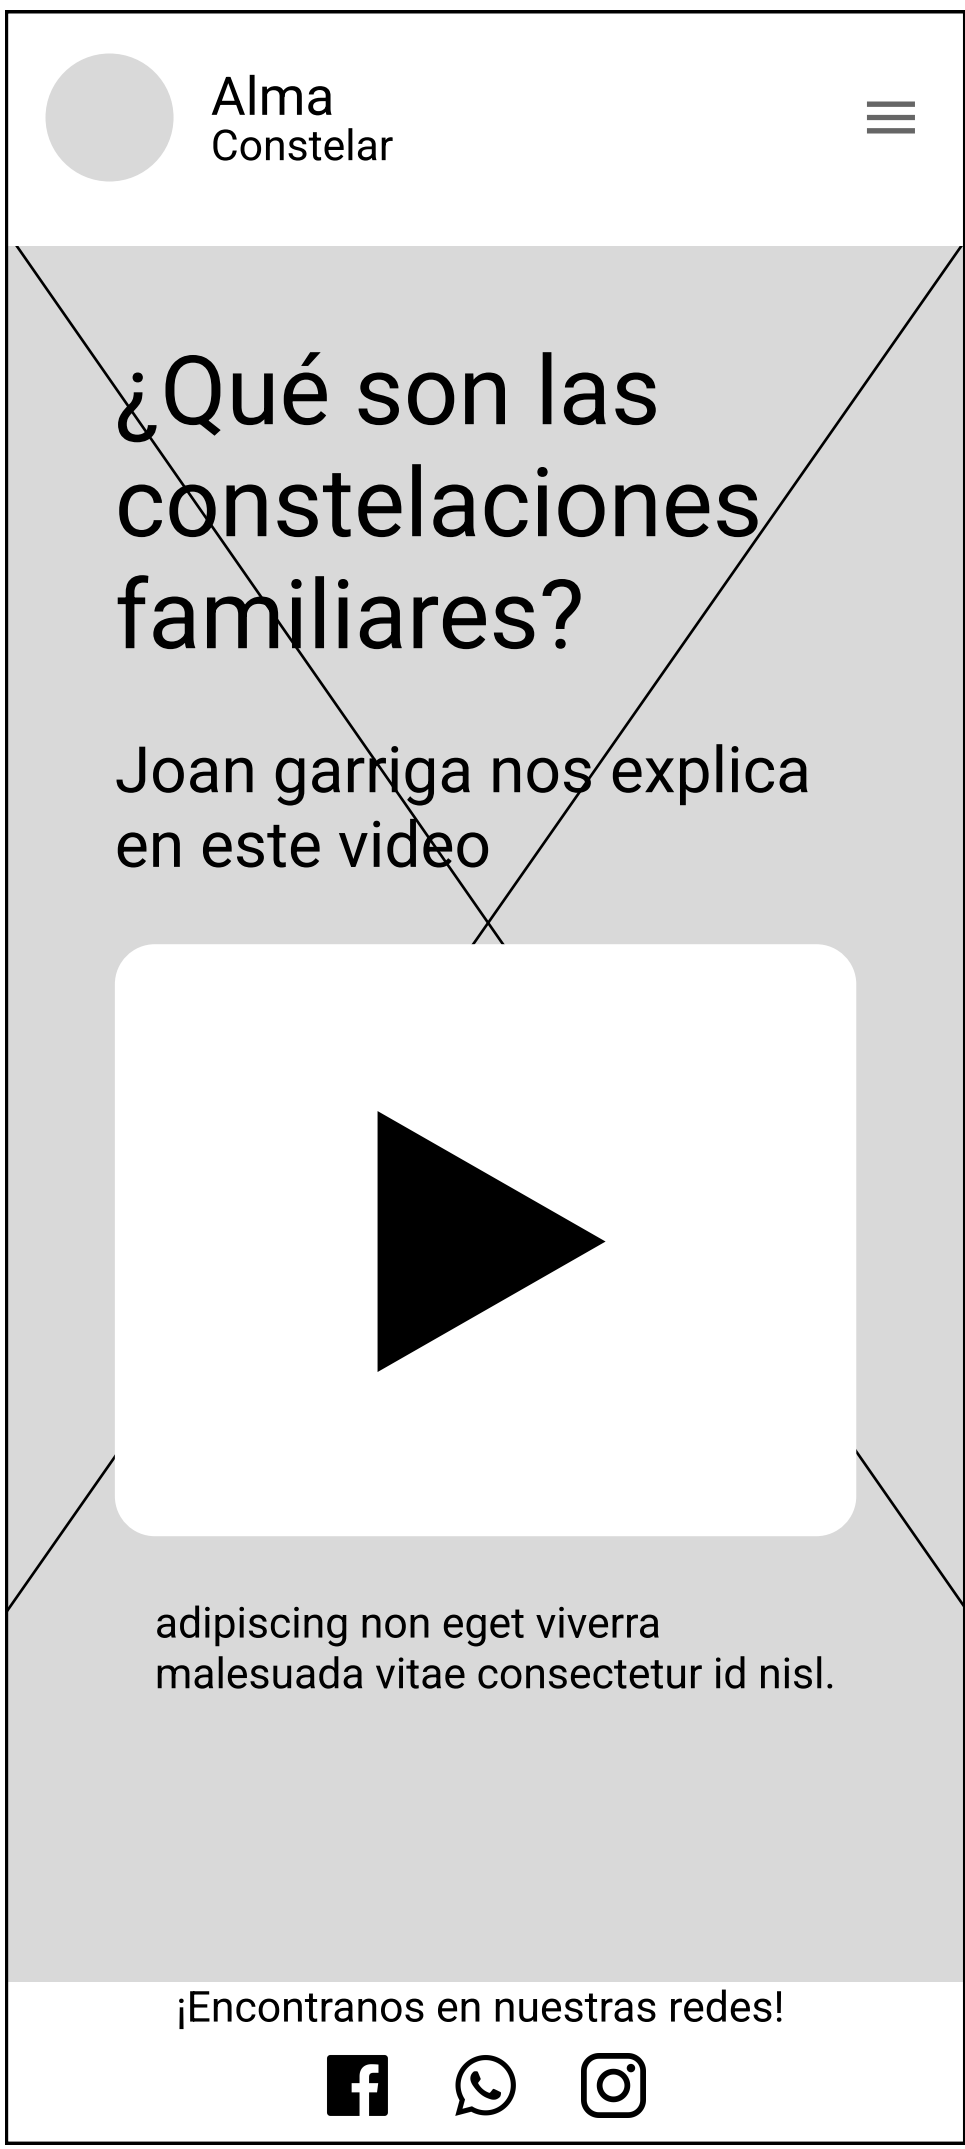 Alma
Constelar
¿Qué son las
constelaciones
familiares?
Joan garriga nos explica
en este video
adipiscing non eget viverra
malesuada vitae consectetur id nisl.
¡Encontranos en nuestras redes!